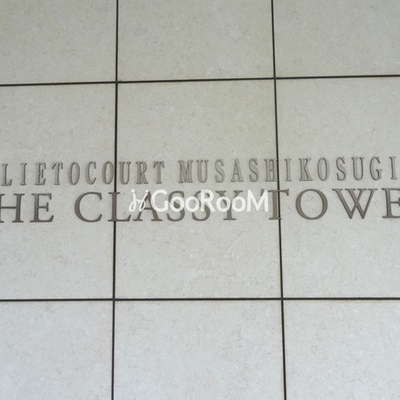 LIETOCOURT MUSASHIKOSUGI
HE CLASSY TOWE
GooRooM